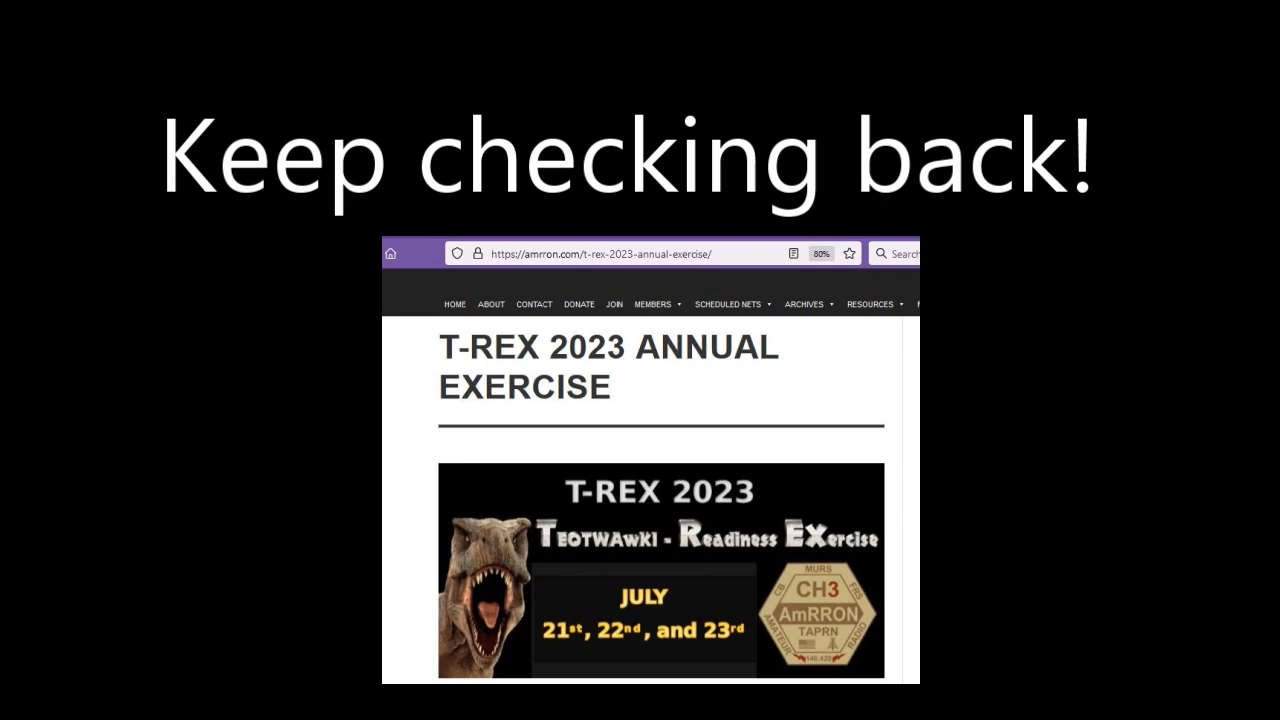 Keep checking back!
https://amrron.com/t-rex-2023-annual-exercise/ 80% Search
HOME ABOUT CONTACT DONATE JOIN MEMBERS SCHEDULED NETS ARCHIVES RESOURCES
T-REX 2023 ANNUAL
EXERCISE
T-REX 2023
TEOTWAwKI - Readiness EXercise
JULY
21st, 22nd, and 23rd
MURS
CB
FRS
CH3
AmRRON
TAPRN
AMATEUR
RADIO
146.420